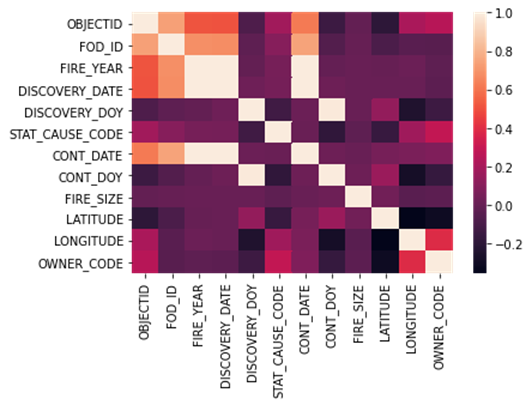 OBJECTID
FOD_ID
FIRE_YEAR
DISCOVERY_DATE
DISCOVERY_DOY
STAT_CAUSE_CODE
CONT_DATE
CONT_DOY
FIRE_SIZE
LATITUDE
LONGITUDE
OWNER_CODE
OBJECTID
FOD_ID
FIRE_YEAR
DISCOVERY_DATE
DISCOVERY_DOY
STAT_CAUSE_CODE
CONT_DATE
CONT_DOY
FIRE_SIZE
LATITUDE
LONGITUDE
OWNER_CODE
1.0
0.8
0.6
0.4
0.2
0.0
−0.2